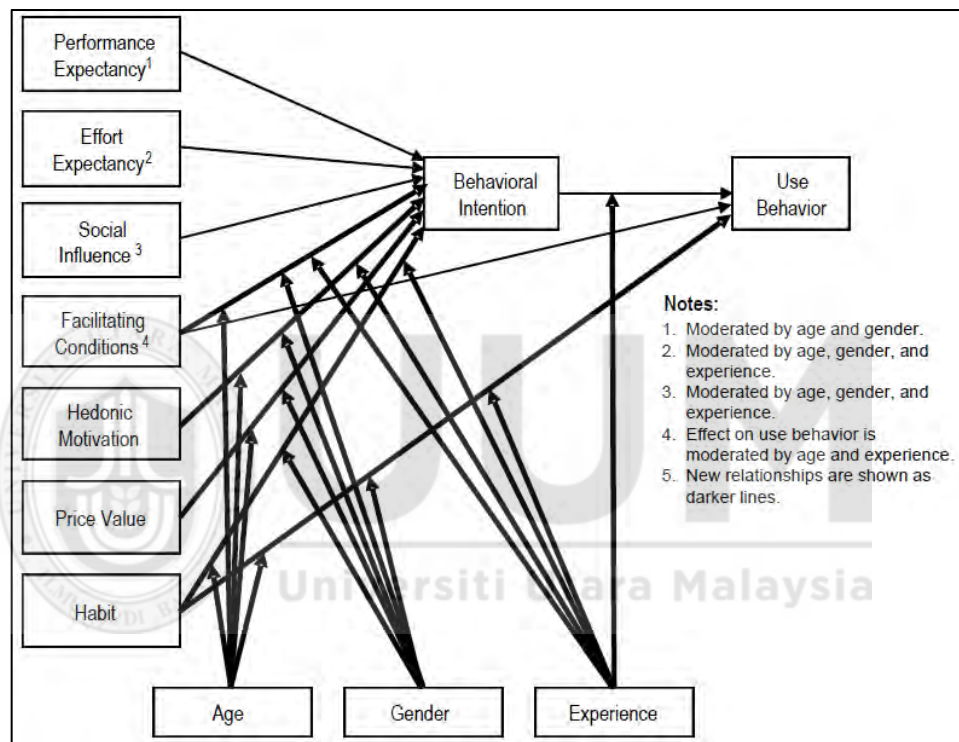 Performance
Expectancy1
Effort
Expectancy2
Social
Influence 3
Facilitating
Conditions 4
Hedonic
Motivation
Price Value
Habit
Behavioral
Intention
Use
Behavior
Notes:
1. Moderated by age and gender.
2. Moderated by age, gender, and
experience.
3. Moderated by age, gender, and
experience.
4. Effect on use behavior is
moderated by age and experience.
5. New relationships are shown as
darker lines.
UUM
Universiti Utara Malaysia
Age
Gender
Experience